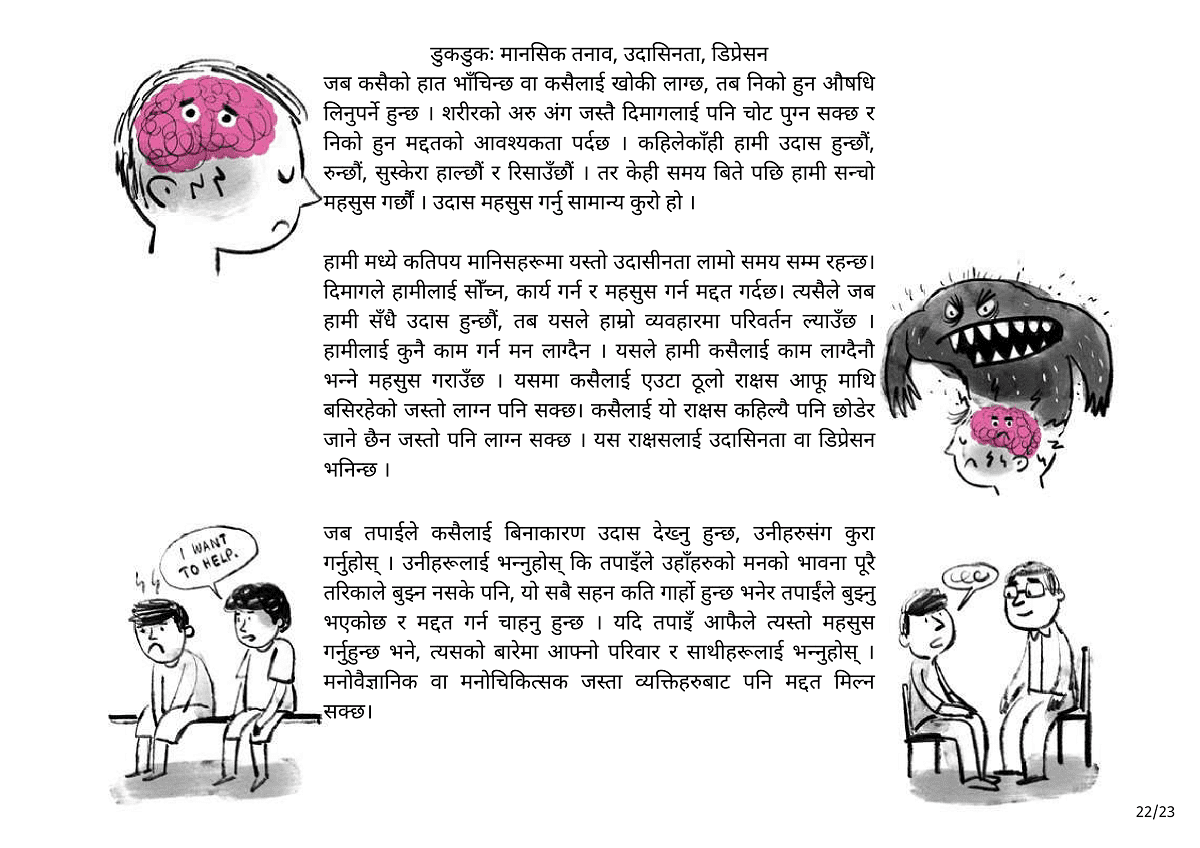 डुकडुकः मानसिक तनाव, उदासिनता, डिप्रेसन
जब कसैको हात भाँचिन्छ वा कसैलाई खोकी लाग्छ, तब निको हुन औषधि
लिनुपर्ने हुन्छ । शरीरको अरु अंग जस्तै दिमागलाई पनि चोट पुग्न सक्छ र
निको हुन मद्दतको आवश्यकता पर्दछ । कहिलेकाँही हामी उदास हुन्छौं,
रुन्छौं, सुस्केरा हाल्छौं र रिसाउँछौं । तर केही समय बिते पछि हामी सन्चो
महसुस गर्छौं । उदास महसुस गर्नु सामान्य कुरो हो ।
हामी मध्ये कतिपय मानिसहरूमा यस्तो उदासीनता लामो समय सम्म रहन्छ।
दिमागले हामीलाई सोँच्न, कार्य गर्न र महसुस गर्न मद्दत गर्दछ। त्यसैले जब
हामी सँधै उदास हुन्छौं, तब यसले हाम्रो व्यवहारमा परिवर्तन ल्याउँछ ।
हामीलाई कुनै काम गर्न मन लाग्दैन । यसले हामी कसैलाई काम लाग्दैनौ
भन्ने महसुस गराउँछ । यसमा कसैलाई एउटा ठूलो राक्षस आफू माथि
बसिरहेको जस्तो लाग्न पनि सक्छ। कसैलाई यो राक्षस कहिल्यै पनि छोडेर
जाने छैन जस्तो पनि लाग्न सक्छ । यस राक्षसलाई उदासिनता वा डिप्रेसन
भनिन्छ ।
जब तपाईले कसैलाई बिनाकारण उदास देख्नु हुन्छ, उनीहरुसंग कुरा
गर्नुहोस् । उनीहरूलाई भन्नुहोस् कि तपाइँले उहाँहरुको मनको भावना पूरै
तरिकाले बुझ्न नसके पनि, यो सबै सहन कति गार्हो हुन्छ भनेर तपाईंले बुझ्नु
भएकोछ र मद्दत गर्न चाहनु हुन्छ । यदि तपाइँ आफैले त्यस्तो महसुस
गर्नुहुन्छ भने, त्यसको बारेमा आफ्नो परिवार र साथीहरूलाई भन्नुहोस् ।
मनोवैज्ञानिक वा मनोचिकित्सक जस्ता व्यक्तिहरुबाट पनि मद्दत मिल्न
सक्छ।
I WANT
TO HELP.
22/23